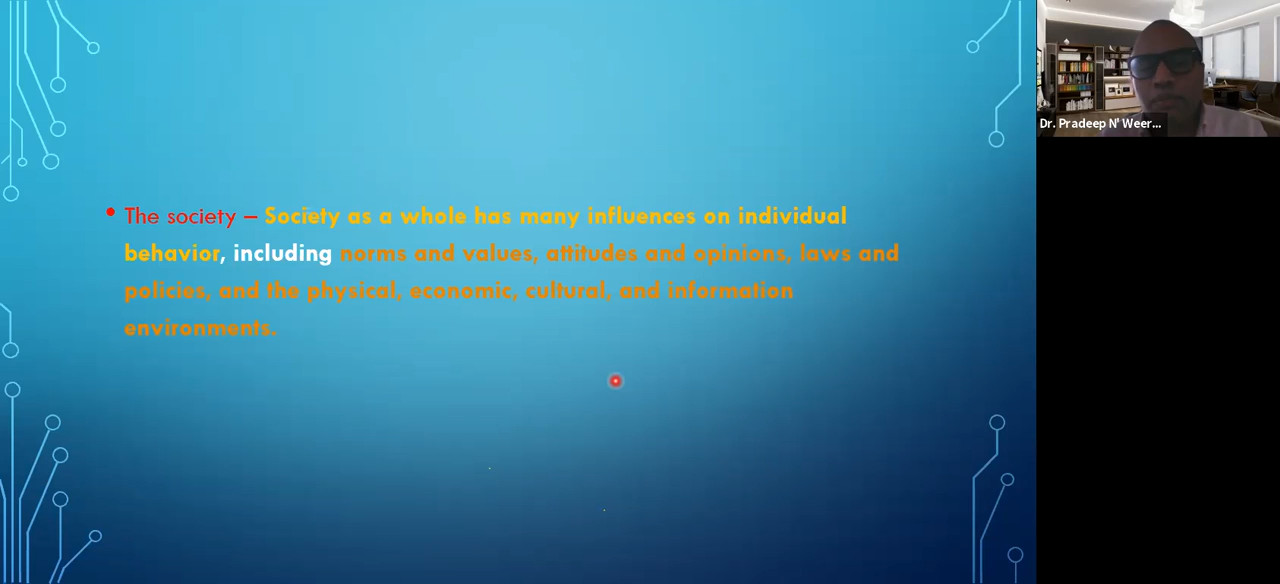 • The society – Society as a whole has many influences on individual
behavior, including norms and values, attitudes and opinions, laws and
policies, and the physical, economic, cultural, and information
environments.
Dr. Pradeep N' Weer...